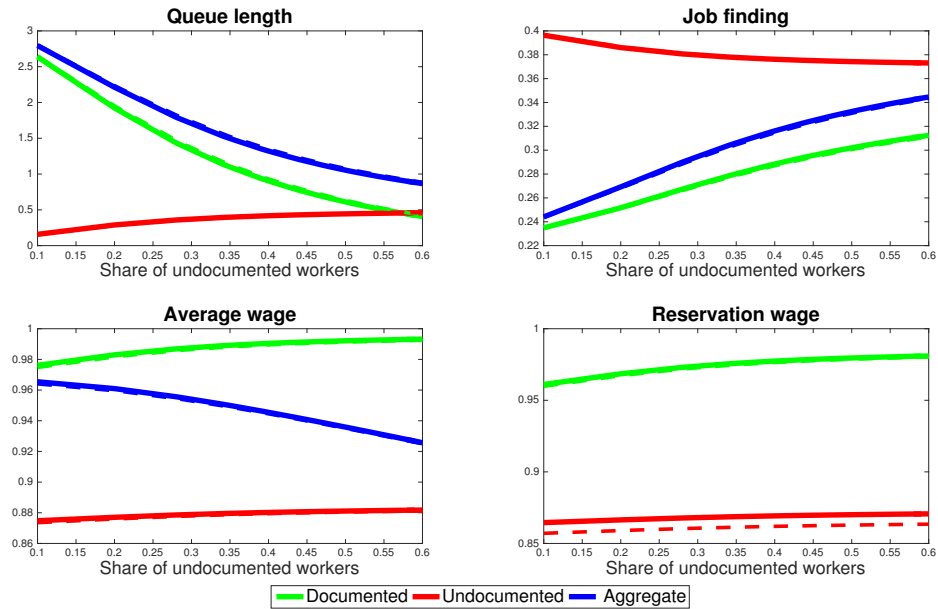 Queue length
3
2.5
2
1.5
1
0.5
0
0.1 0.2 0.25 0.3 0.35 0.4 0.45 0.5 0.55 0.6
Share of undocumented workers
Job finding
0.4
0.38
0.36
0.34
0.32
0.3
0.28
0.26
0.24
0.22
0.1 0.2 0.25 0.3 0.35 0.4 0.45 0.5 0.55 0.6
Share of undocumented workers
Average wage
1
0.98
0.96
0.94
0.92
0.9
0.88
0.86
0.1 0.2 0.25 0.3 0.35 0.4 0.45 0.5 0.55 0.6
Share of undocumented workers
Reservation wage
1
0.95
0.9
0.85
0.1 0.2 0.25 0.3 0.35 0.4 0.45 0.5 0.55 0.6
Share of undocumented workers
Documented Undocumented Aggregate